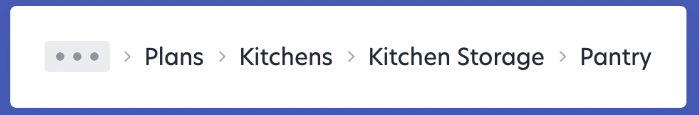 ••• > Plans > Kitchens > Kitchen Storage > Pantry